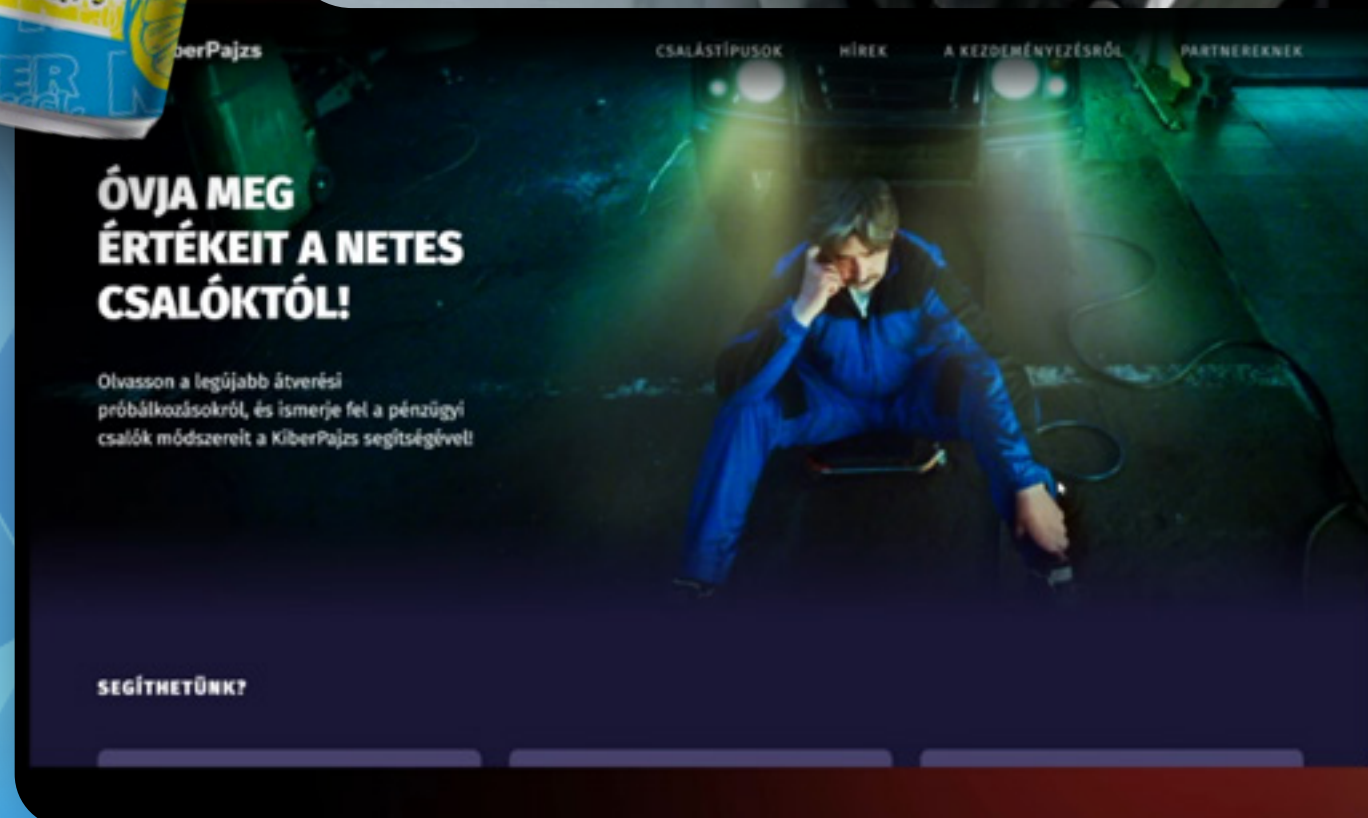 berPajzs
CSALÁSTÍPUSOK HÍREK A KEZDEMÉNYEZÉSRŐL PARTNEREKNEK
ÓVJA MEG
ÉRTÉKEIT A NETES
CSALÓKTÓL!
Olvasson a legújabb átverési
próbálkozásokról, és ismerje fel a pénzügyi
csalók módszereit a KiberPajzs segítségével!
SEGÍTHETÜNK?